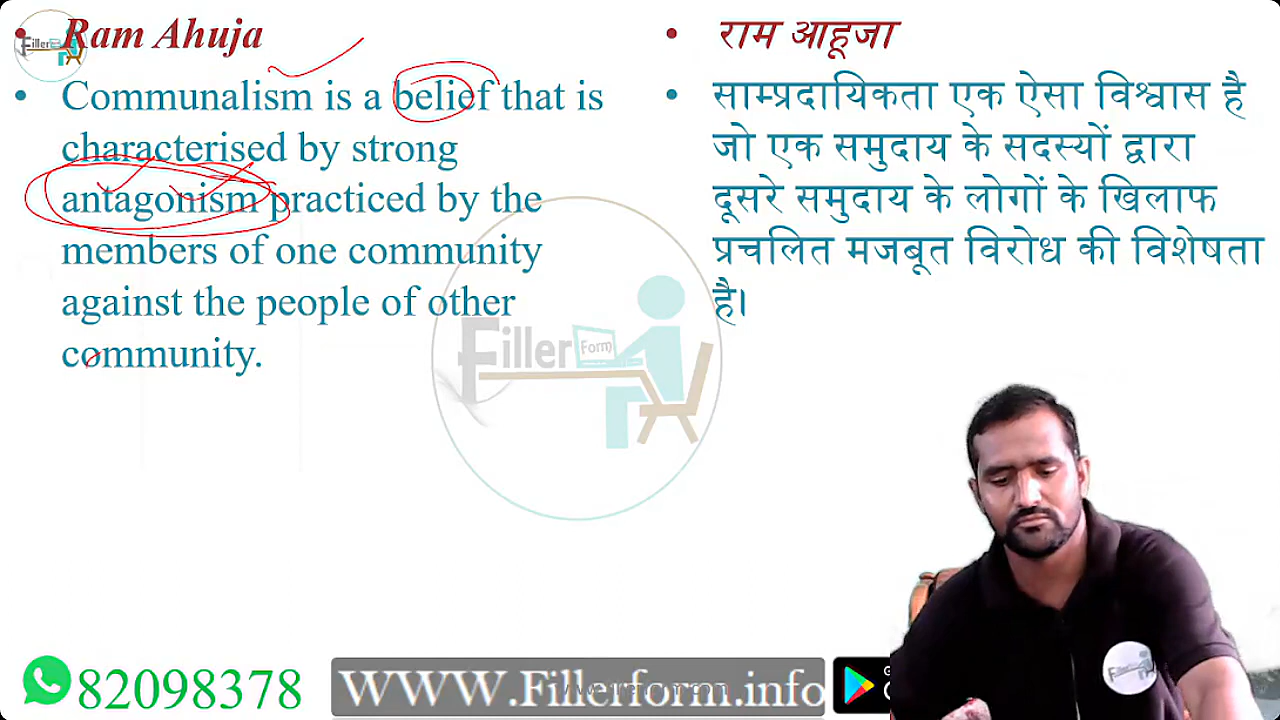 • Ram Ahuja
• Communalism is a belief that is
characterised by strong
antagonism practiced by the
members of one community
against the people of other
community.
• राम आहूजा
• साम्प्रदायिकता एक ऐसा विश्वास है
जो एक समुदाय के सदस्यों द्वारा
दूसरे समुदाय के लोगों के खिलाफ
प्रचलित मजबूत विरोध की विशेषता
है।
Filler Form
82098378
www.Fillerform.info
Fillerform